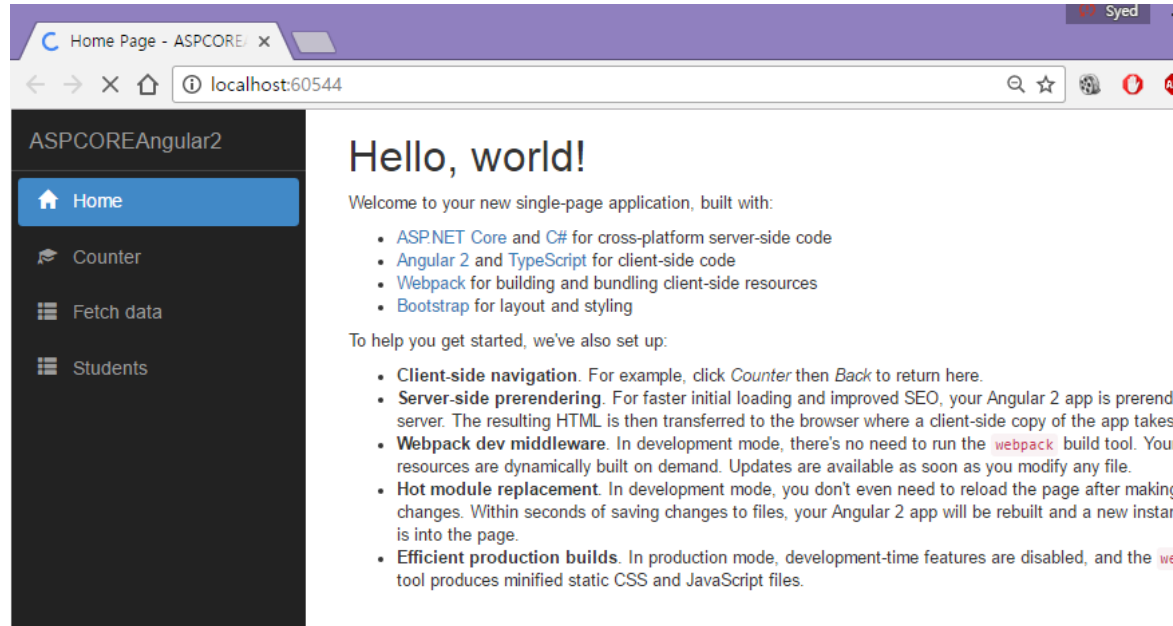 Syed
Home Page - ASPCORE
localhost:60544
ASPCOREAngular2
Home
Counter
Fetch data
Students
Hello, world!
Welcome to your new single-page application, built with:
ASP.NET Core and C# for cross-platform server-side code
Angular 2 and TypeScript for client-side code
Webpack for building and bundling client-side resources
Bootstrap for layout and styling
To help you get started, we've also set up:
Client-side navigation. For example, click Counter then Back to return here.
Server-side prerendering. For faster initial loading and improved SEO, your Angular 2 app is prerend
server. The resulting HTML is then transferred to the browser where a client-side copy of the app takes
Webpack dev middleware. In development mode, there's no need to run the webpack build tool. Your
resources are dynamically built on demand. Updates are available as soon as you modify any file.
Hot module replacement. In development mode, you don't even need to reload the page after making
changes. Within seconds of saving changes to files, your Angular 2 app will be rebuilt and a new instan
is into the page.
Efficient production builds. In production mode, development-time features are disabled, and the we
tool produces minified static CSS and JavaScript files.